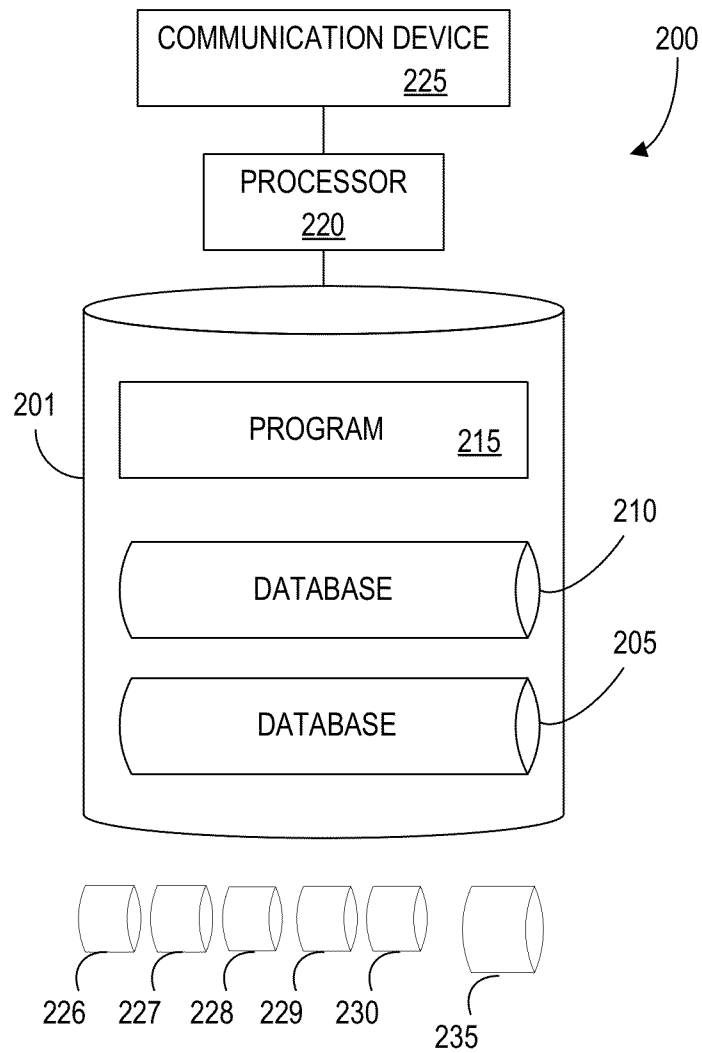 COMMUNICATION DEVICE
225
200
PROCESSOR
220
201
PROGRAM
215
210
DATABASE
205
DATABASE
226 227 228 229 230
235